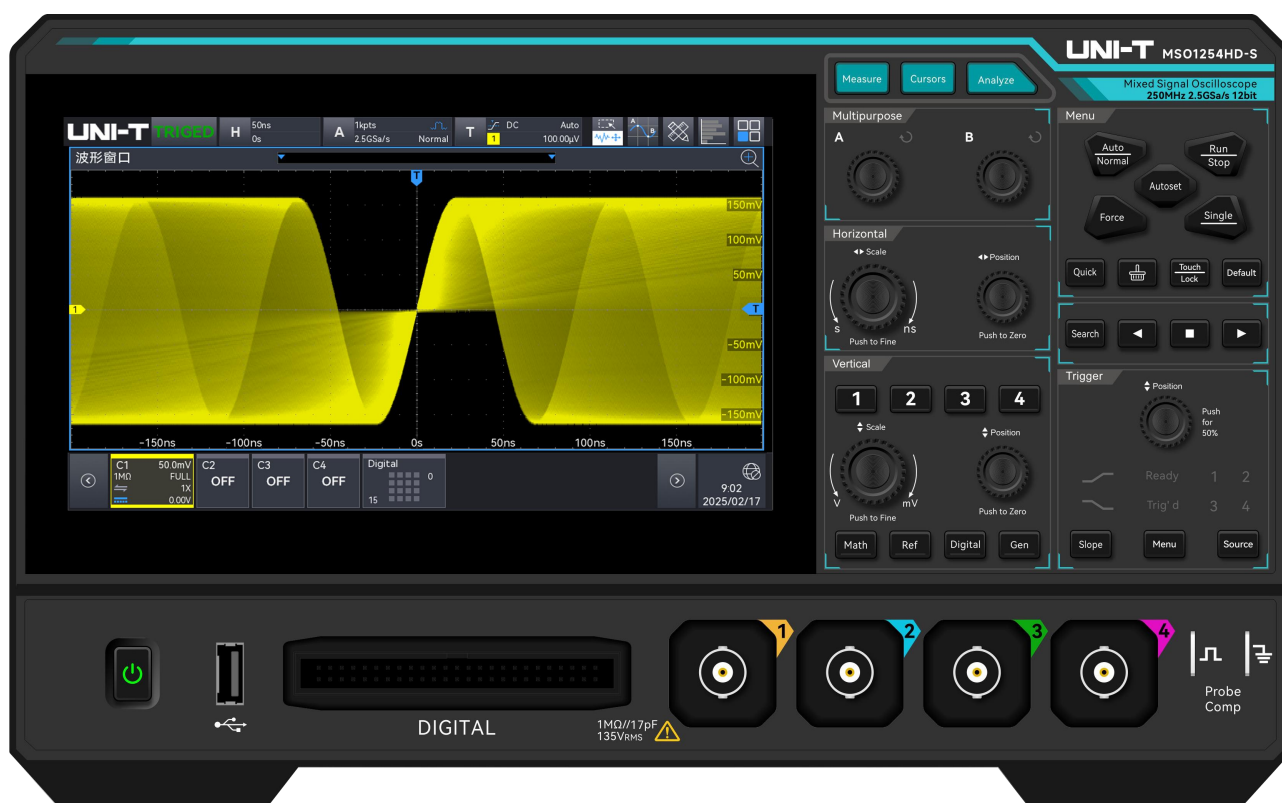 UNI-T MSO1254HD-S
Mixed Signal Oscilloscope
250MHz 2.5GSa/s 12bit
Measure
Cursors
Analyze
UNI-T TRIGED
H 50ns
0s
A 1kpts
2.5GSa/s Normal
T DC Auto
1 100.00μV
A
B
波形窗口
T
150mV
100mV
50mV
1
T
-50mV
-100mV
-150mV
-150ns -100ns -50ns 0s 50ns 100ns 150ns
C1 50.0mV
1MΩ FULL
1X
0.00V
C2
OFF
C3
OFF
C4
OFF
Digital
0
15
9:02
2025/02/17
Multipurpose
A
B
Horizontal
Scale
Position
s ns
Push to Fine
Push to Zero
Vertical
1 2 3 4
Scale
Position
V mV
Push to Fine
Push to Zero
Math Ref Digital Gen
Menu
Auto
Normal
Run
Stop
Autoset
Force
Single
Quick
Touch
Lock
Default
Search
Trigger
Position
Push
for
50%
Ready 1 2
Trig'd 3 4
Slope Menu Source
DIGITAL
1MΩ//17pF
135VRMS
1
2
3
4
Probe
Comp